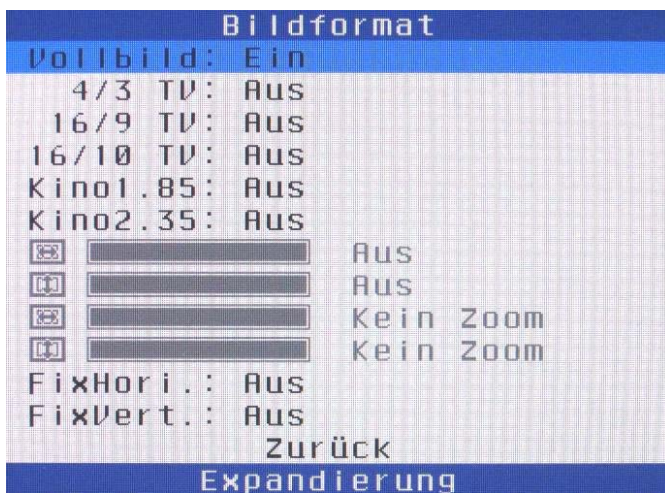 Bildformat
Vollbild: Ein
4/3 TV: Aus
16/9 TV: Aus
16/10 TV: Aus
Kino1.85: Aus
Kino2.35: Aus
Aus
Aus
Kein Zoom
Kein Zoom
FixHori.: Aus
FixVert.: Aus
Zurück
Expandierung